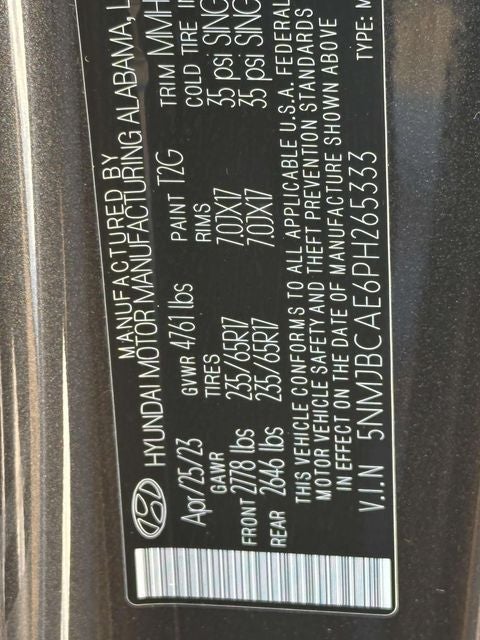 MANUFACTURED BY
HYUNDAI MOTOR MANUFACTURING ALABAMA, L
Apr/25/23 GVWR 4761 lbs PAINT T2G TRIM MMH
GAWR TIRES RIMS COLD TIRE IN
FRONT 2778 lbs 235/65R17 7.0JX17 35 psi SING
REAR 2646 lbs 235/65R17 7.0JX17 35 psi SING
THIS VEHICLE CONFORMS TO ALL APPLICABLE U.S.A. FEDERAL
MOTOR VEHICLE SAFETY AND THEFT PREVENTION STANDARDS
IN EFFECT ON THE DATE OF MANUFACTURE SHOWN ABOVE
V.I.N 5NMJBCAE6PH265333 TYPE: M